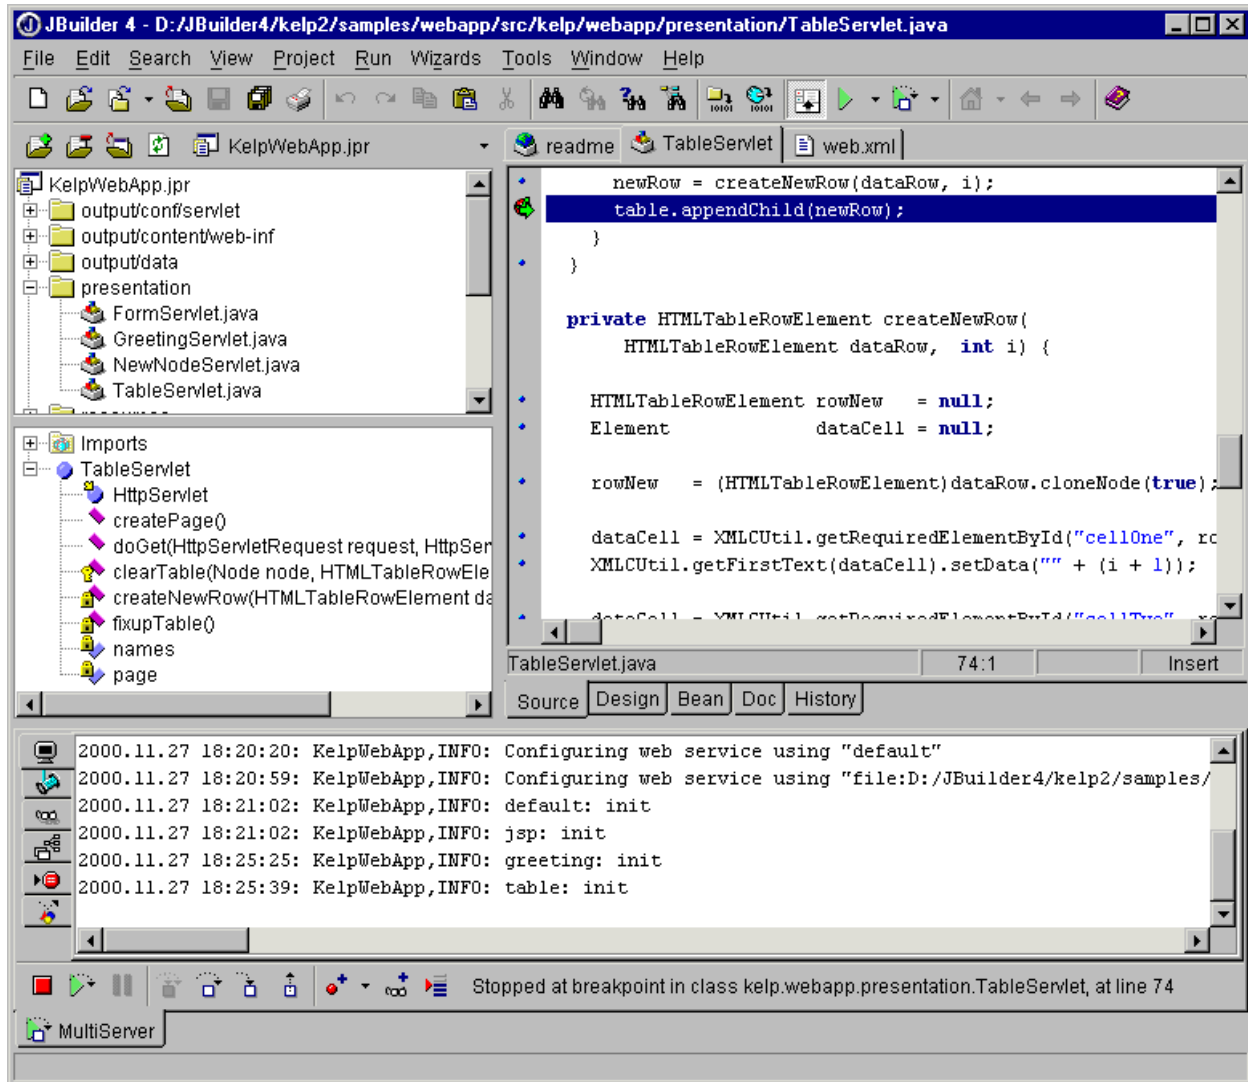 JBuilder 4 - D:/JBuilder4/kelp2/samples/webapp/src/kelp/webapp/presentation/TableServlet.java
File Edit Search View Project Run Wizards Tools Window Help
KelpWebApp.jpr
readme TableServlet web.xml
KelpWebApp.jpr
output/conf/servlet
output/content/web-inf
output/data
presentation
FormServlet.java
GreetingServlet.java
NewNodeServlet.java
TableServlet.java
Imports
TableServlet
HttpServlet
createPage()
doGet(HttpServletRequest request, HttpSer
clearTable(Node node, HTMLTableRowEle
createNewRow(HTMLTableRowElement da
fixupTable()
names
page
newRow = createNewRow(dataRow, i);
table.appendChild(newRow);
}
}
private HTMLTableRowElement createNewRow(
HTMLTableRowElement dataRow, int i) {
HTMLTableRowElement rowNew = null;
Element dataCell = null;
rowNew = (HTMLTableRowElement)dataRow.cloneNode(true);
dataCell = XMLCUtil.getRequiredElementById("cellOne", ro
XMLCUtil.getFirstText(dataCell).setData("" + (i + 1));
dataCell = XMLCUtil.getRequiredElementById("cellTwo", ro
TableServlet.java 74:1 Insert
Source Design Bean Doc History
2000.11.27 18:20:20: KelpWebApp,INFO: Configuring web service using "default"
2000.11.27 18:20:59: KelpWebApp,INFO: Configuring web service using "file:D:/JBuilder4/kelp2/samples/
2000.11.27 18:21:02: KelpWebApp,INFO: default: init
2000.11.27 18:21:02: KelpWebApp,INFO: jsp: init
2000.11.27 18:25:25: KelpWebApp,INFO: greeting: init
2000.11.27 18:25:39: KelpWebApp,INFO: table: init
Stopped at breakpoint in class kelp.webapp.presentation.TableServlet, at line 74
MultiServer